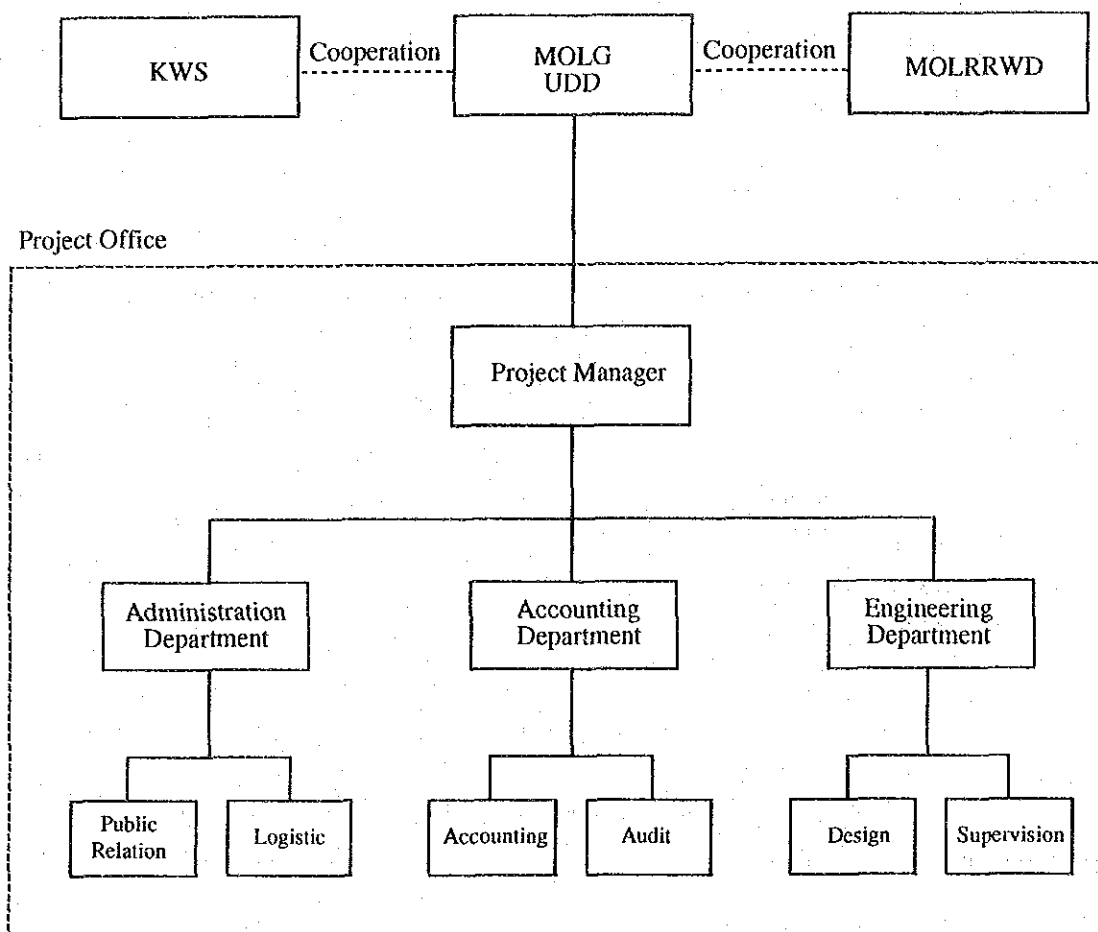 KWS
Cooperation
MOLG
UDD
Cooperation
MOLRRWD
Project Office
Project Manager
Administration
Department
Accounting
Department
Engineering
Department
Public
Relation
Logistic
Accounting
Audit
Design
Supervision